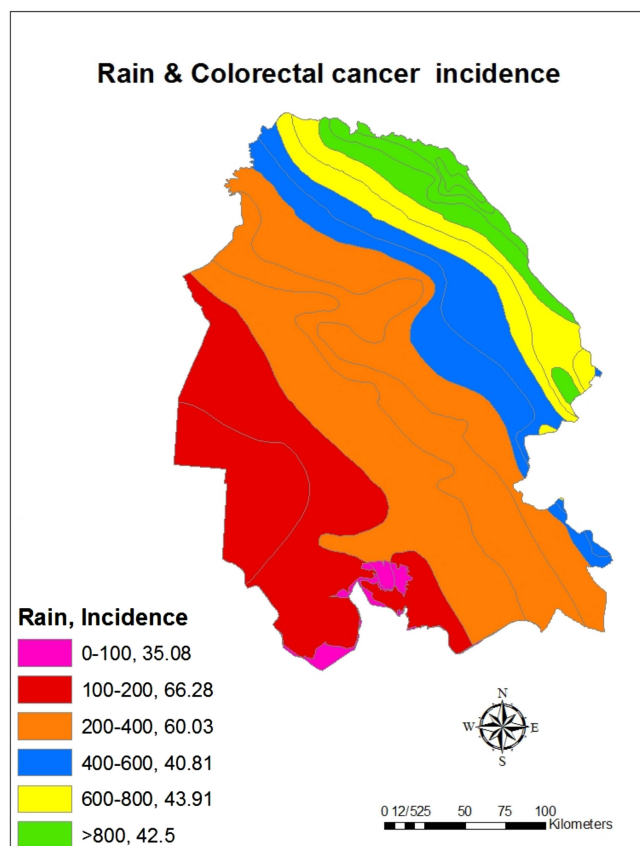 Rain & Colorectal cancer incidence
Rain, Incidence
0-100, 35.08
100-200, 66.28
200-400, 60.03
400-600, 40.81
600-800, 43.91
>800, 42.5
N
W E
S
0 12/525 50 75 100
Kilometers